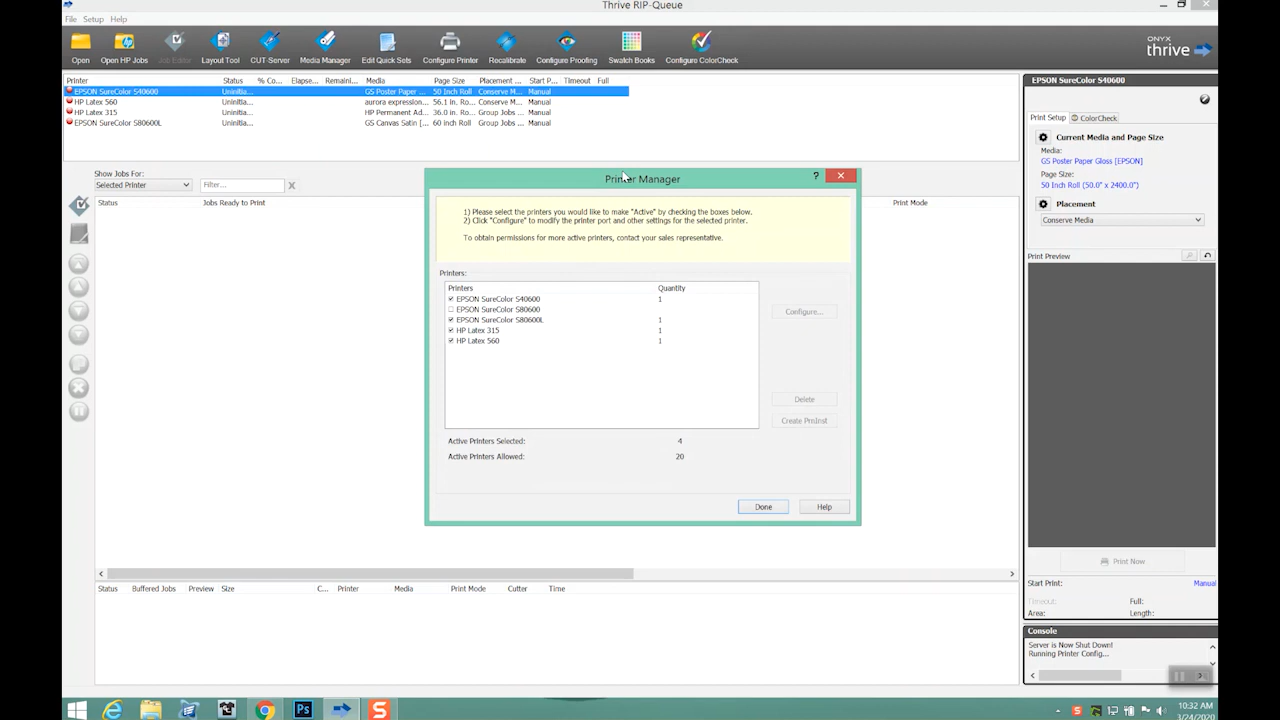 Thrive RIP-Queue
File Setup Help
Open Open HP Jobs Job Editor Layout Tool CUT-Server Media Manager Edit Quick Sets Configure Printer Recalibrate Configure Proofing Swatch Books Configure ColorCheck
ONYX
thrive
Printer Status % Co... Elapse... Remaini... Media Page Size Placement ... Start P... Timeout Full
EPSON SureColor S40600 Uninitia... GS Poster Paper ... 50 Inch Roll Conserve M... Manual
HP Latex 560 Uninitia... aurora expression... 56.1 in. Ro... Conserve M... Manual
HP Latex 315 Uninitia... HP Permanent Ad... 36.0 in. Ro... Group Jobs ... Manual
EPSON SureColor S80600L Uninitia... GS Canvas Satin [... 60 inch Roll Group Jobs ... Manual
Show Jobs For:
Selected Printer Filter...
Status Jobs Ready to Print Print Mode
Printer Manager
1) Please select the printers you would like to make "Active" by checking the boxes below.
2) Click "Configure" to modify the printer port and other settings for the selected printer.
To obtain permissions for more active printers, contact your sales representative.
Printers:
Printers Quantity
EPSON SureColor S40600 1
EPSON SureColor S80600
EPSON SureColor S80600L 1
HP Latex 315 1
HP Latex 560 1
Configure...
Delete
Create PrnInst
Active Printers Selected: 4
Active Printers Allowed: 20
Done Help
Status Buffered Jobs Preview Size C... Printer Media Print Mode Cutter Time
EPSON SureColor S40600
Print Setup ColorCheck
Current Media and Page Size
Media:
GS Poster Paper Gloss [EPSON]
Page Size:
50 Inch Roll (50.0" x 2400.0")
Placement
Conserve Media
Print Preview
Print Now
Start Print: Manual
Timeout: Full:
Area: Length:
Console
Server is Now Shut Down!
Running Printer Config...
10:32 AM
3/24/2020